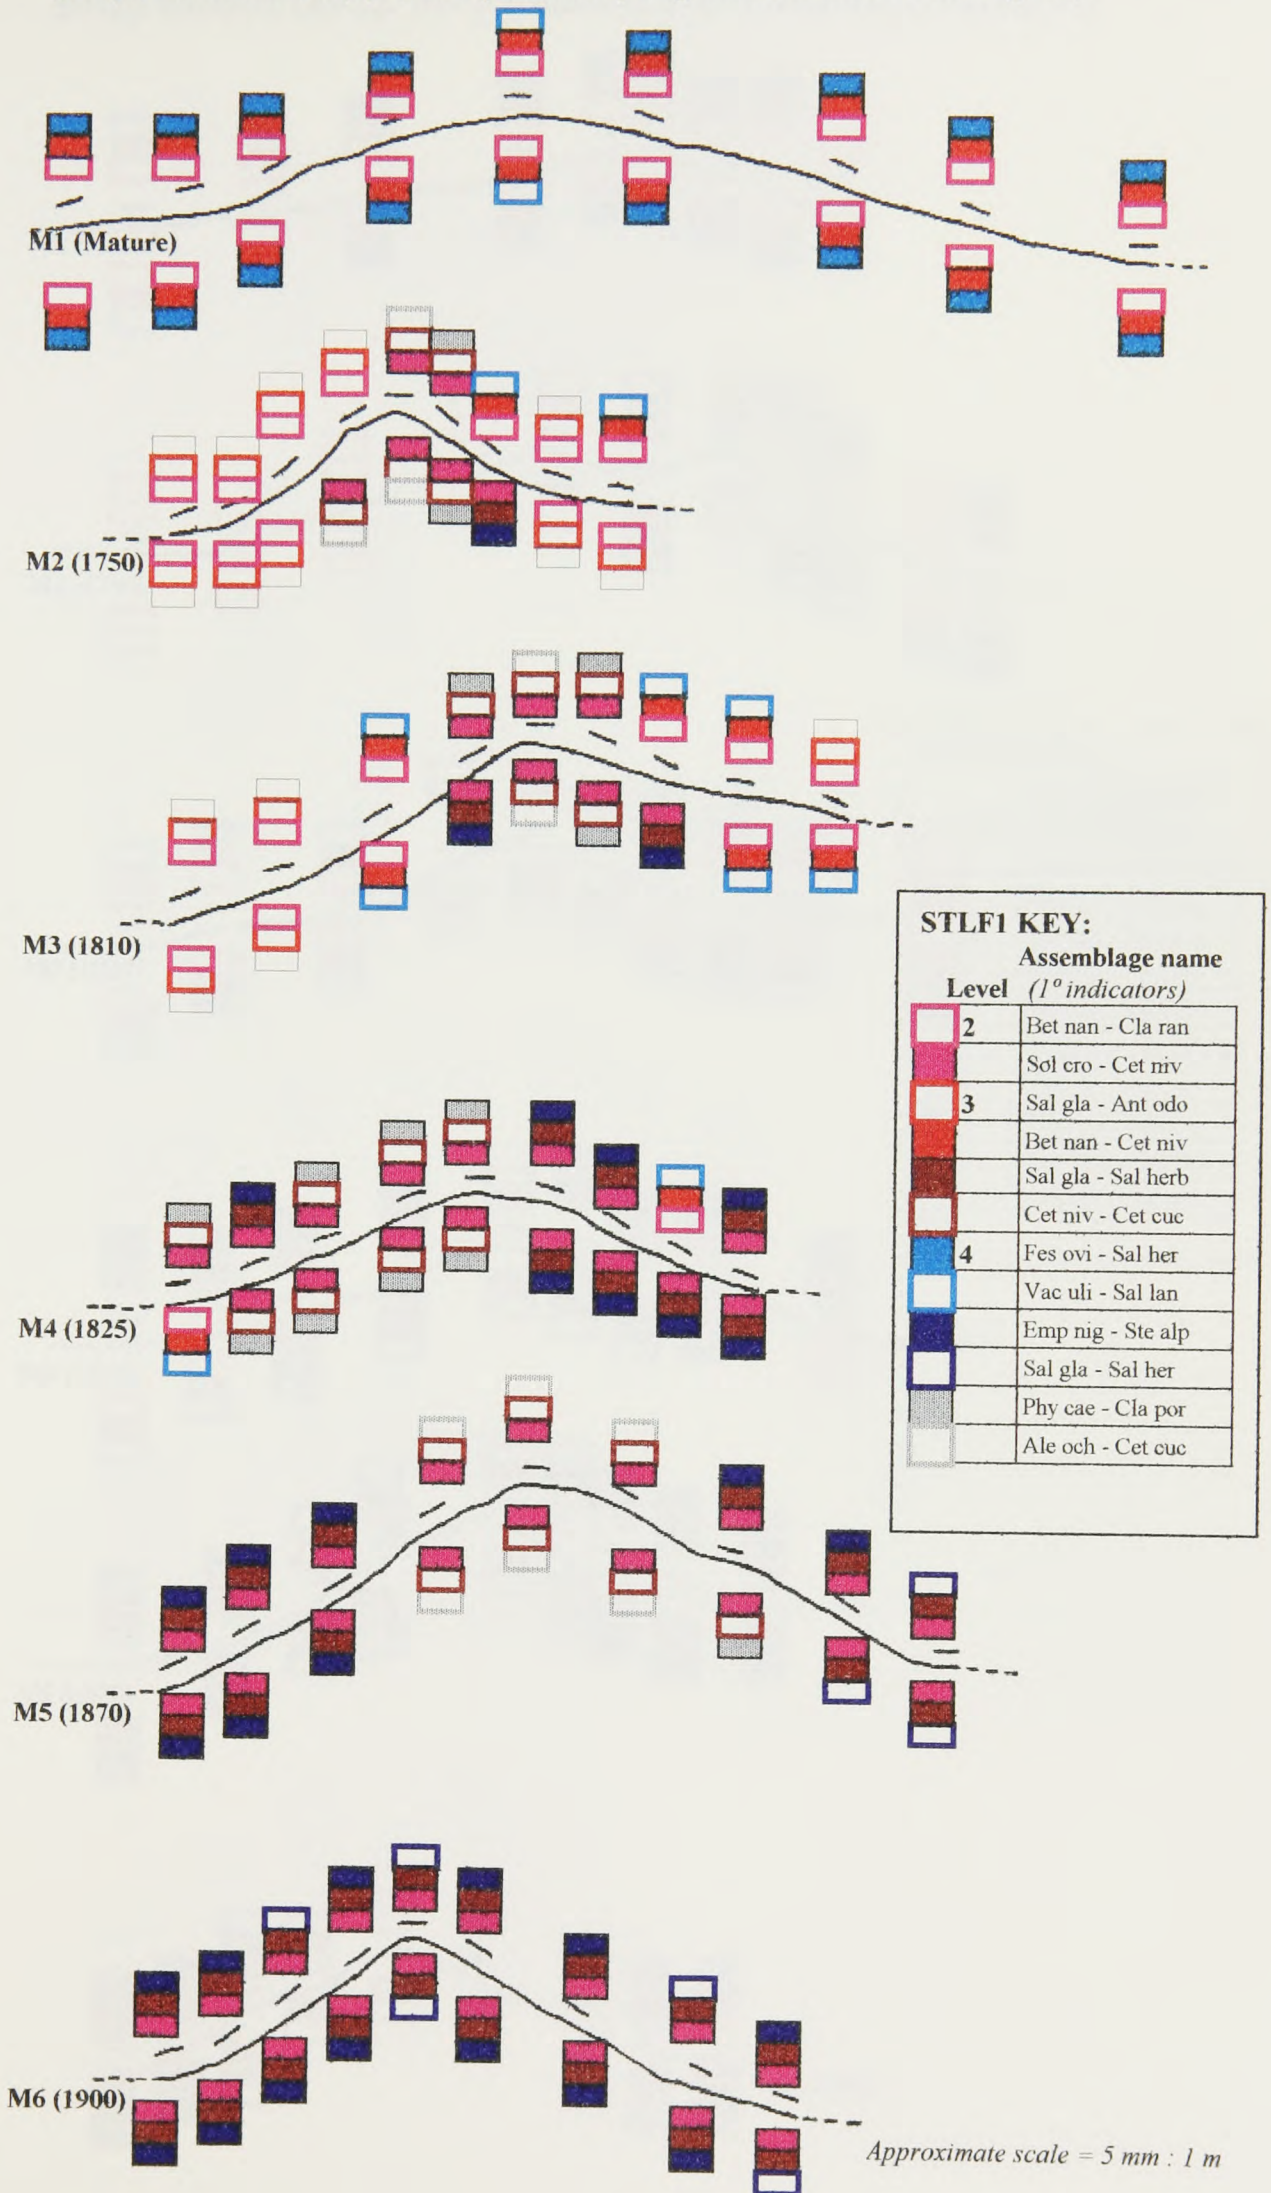 M1 (Mature)
M2 (1750)
M3 (1810)
STLF1 KEY:
Assemblage name
Level (1º indicators)
2 Bet nan - Cla ran
Sol cro - Cet niv
3 Sal gla - Ant odo
Bet nan - Cet niv
Sal gla - Sal herb
Cet niv - Cet cuc
4 Fes ovi - Sal her
Vac uli - Sal lan
Emp nig - Ste alp
Sal gla - Sal her
Phy cae - Cla por
Ale och - Cet cuc
M4 (1825)
M5 (1870)
M6 (1900)
Approximate scale = 5 mm : 1 m